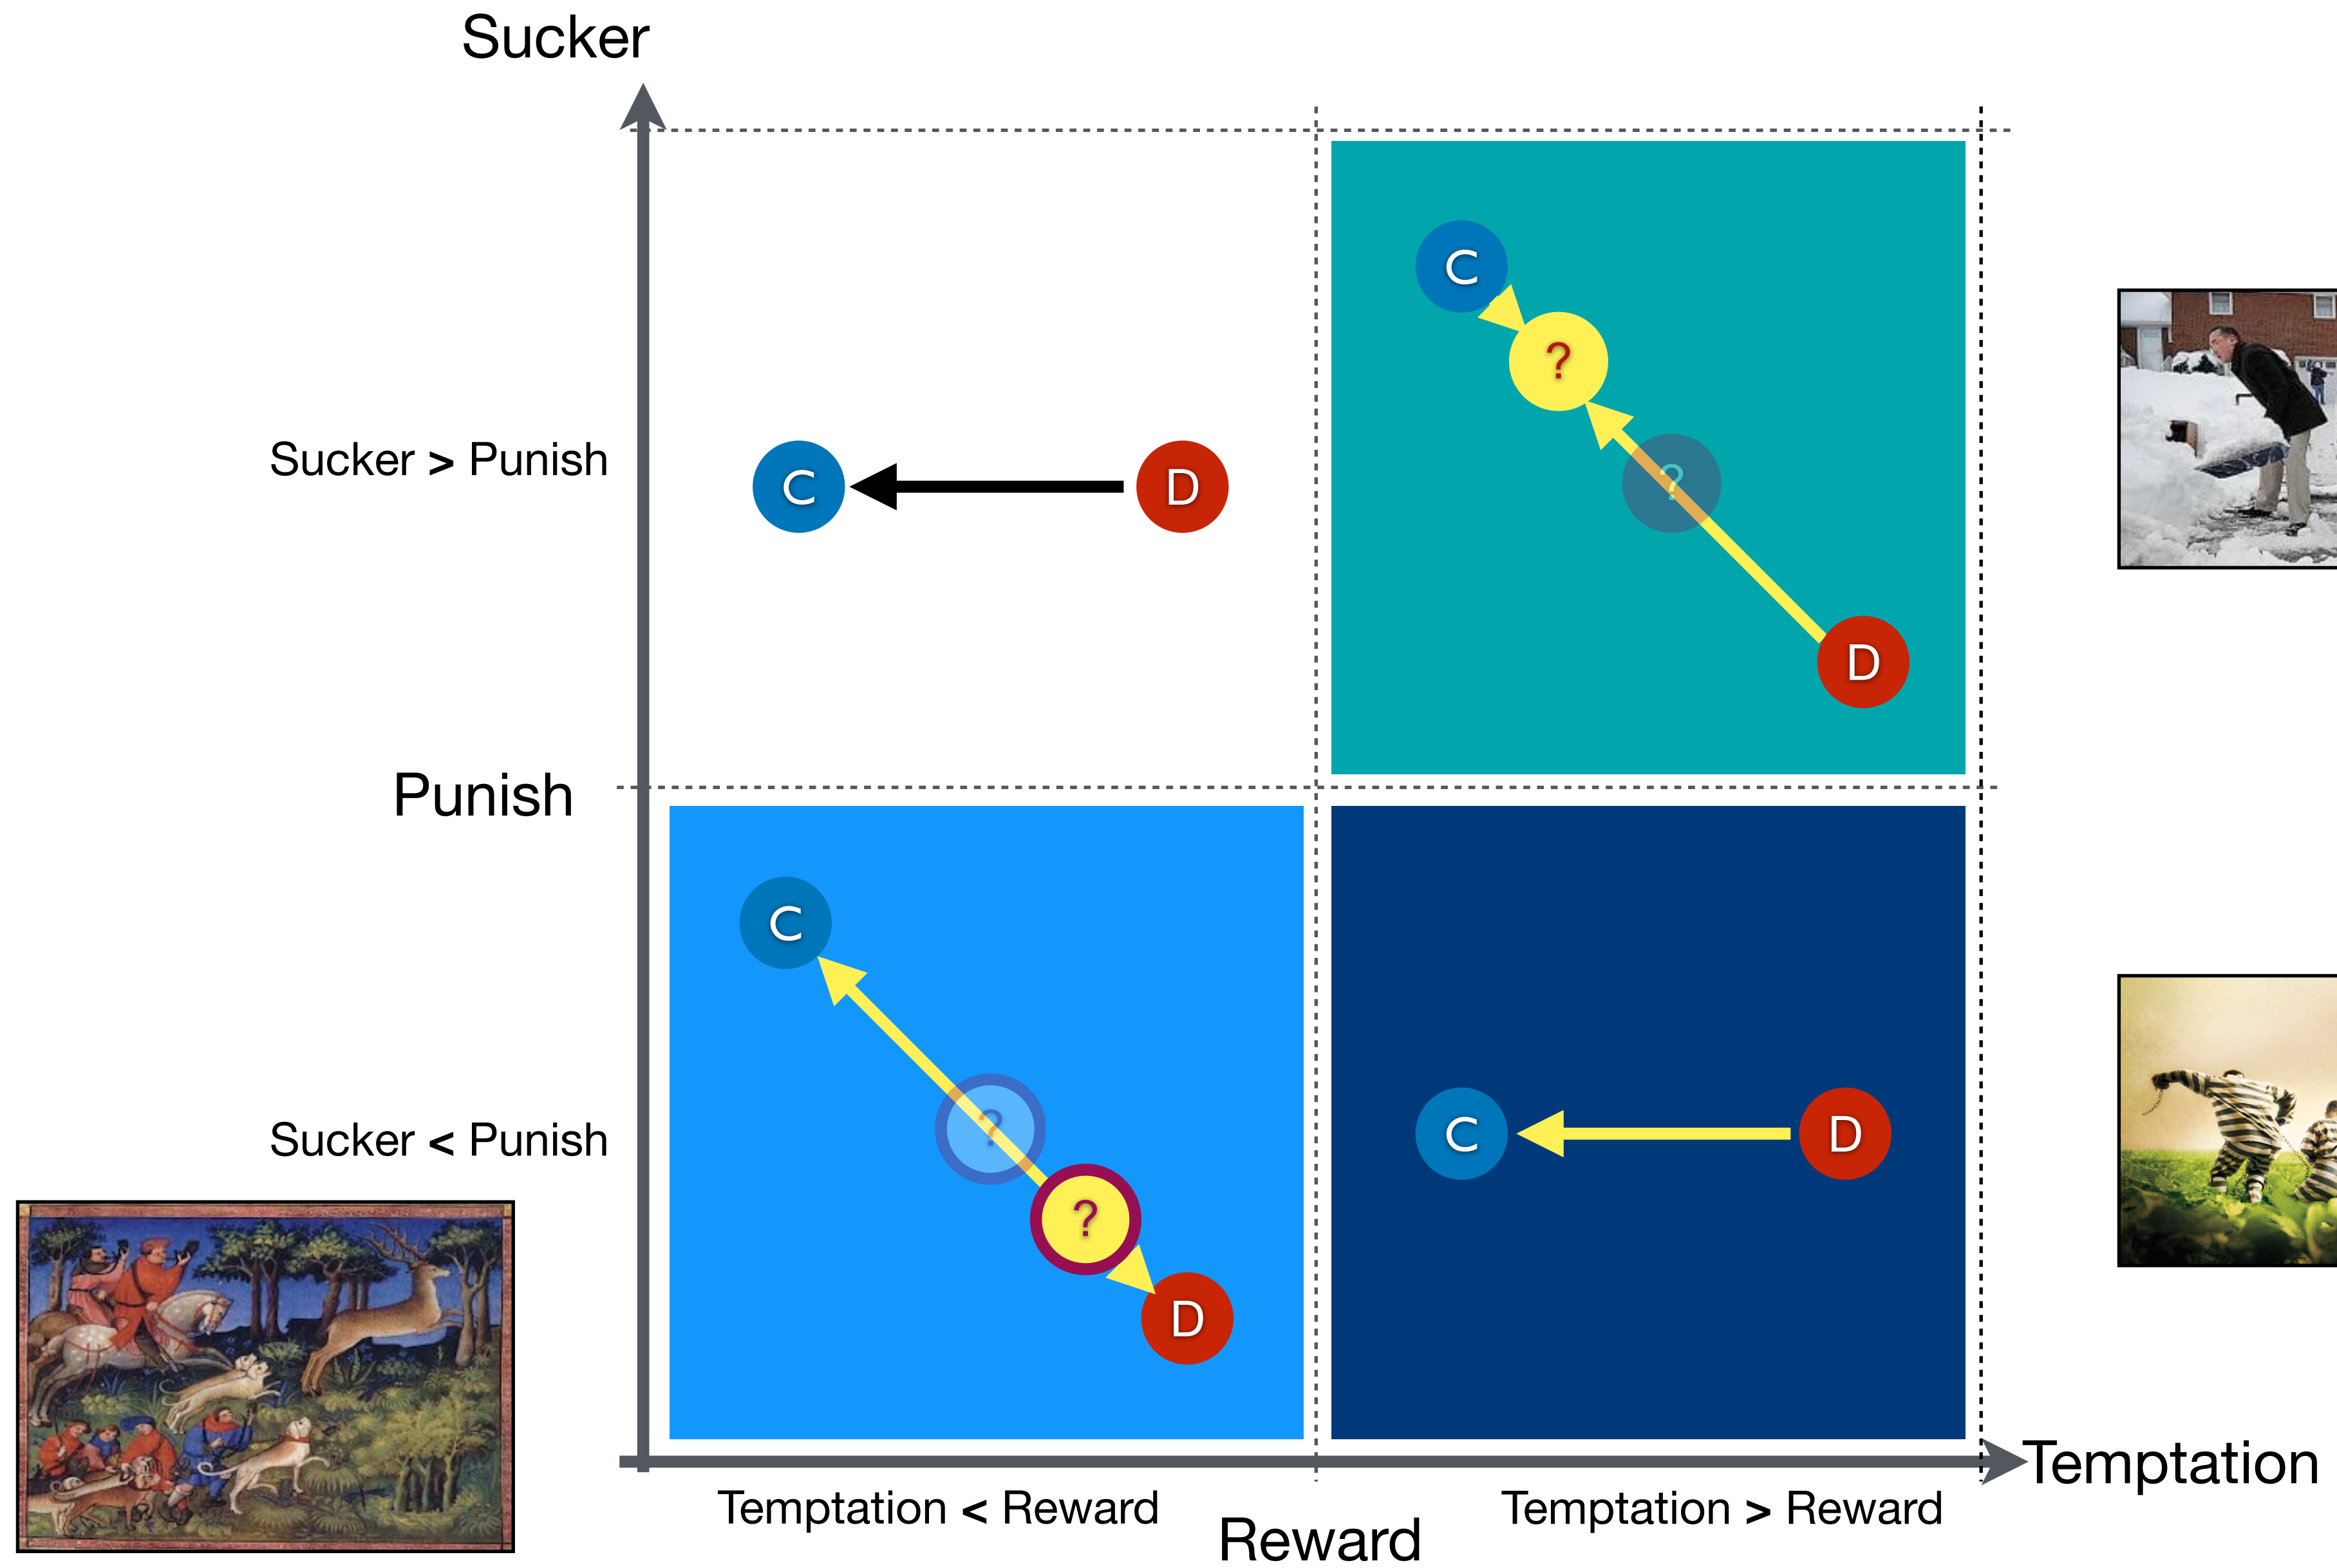 Sucker
C
?
Sucker > Punish
C
D
?
D
Punish
C
?
Sucker < Punish
C
D
?
D
Temptation
Temptation < Reward
Temptation > Reward
Reward